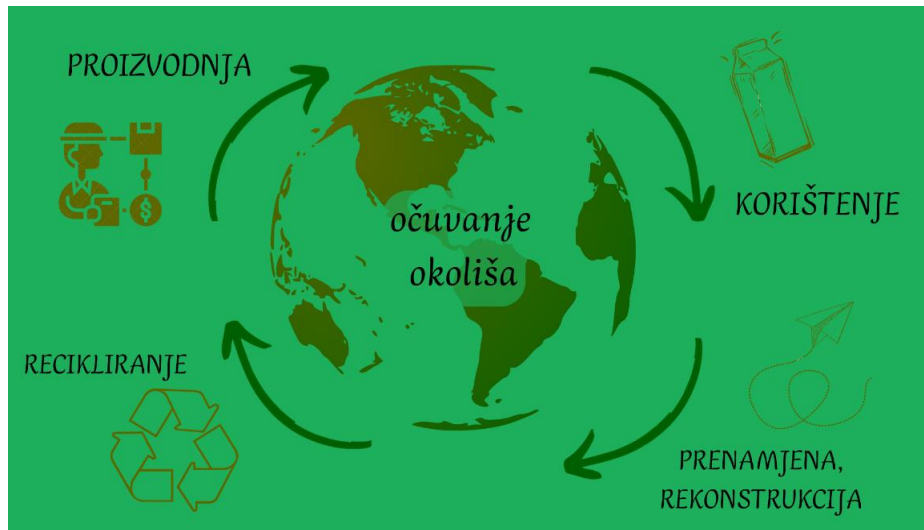 PROIZVODNJA
KORIŠTENJE
očuvanje
okoliša
RECIKLIRANJE
PRENAMJENA,
REKONSTRUKCIJA
$